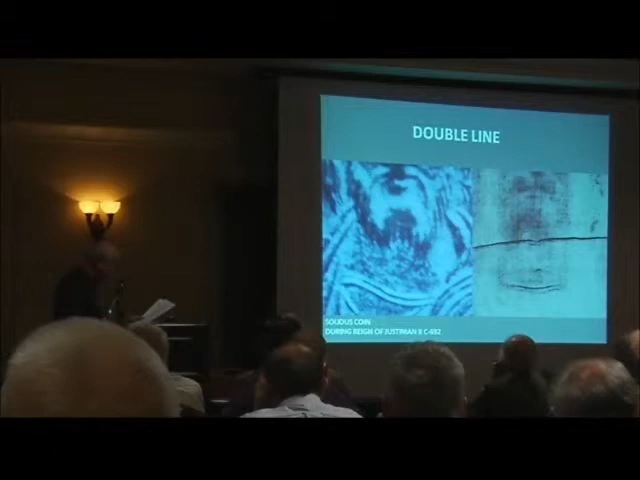 DOUBLE LINE
SOLIDUS COIN
DURING REIGN OF JUSTINIAN II C-692